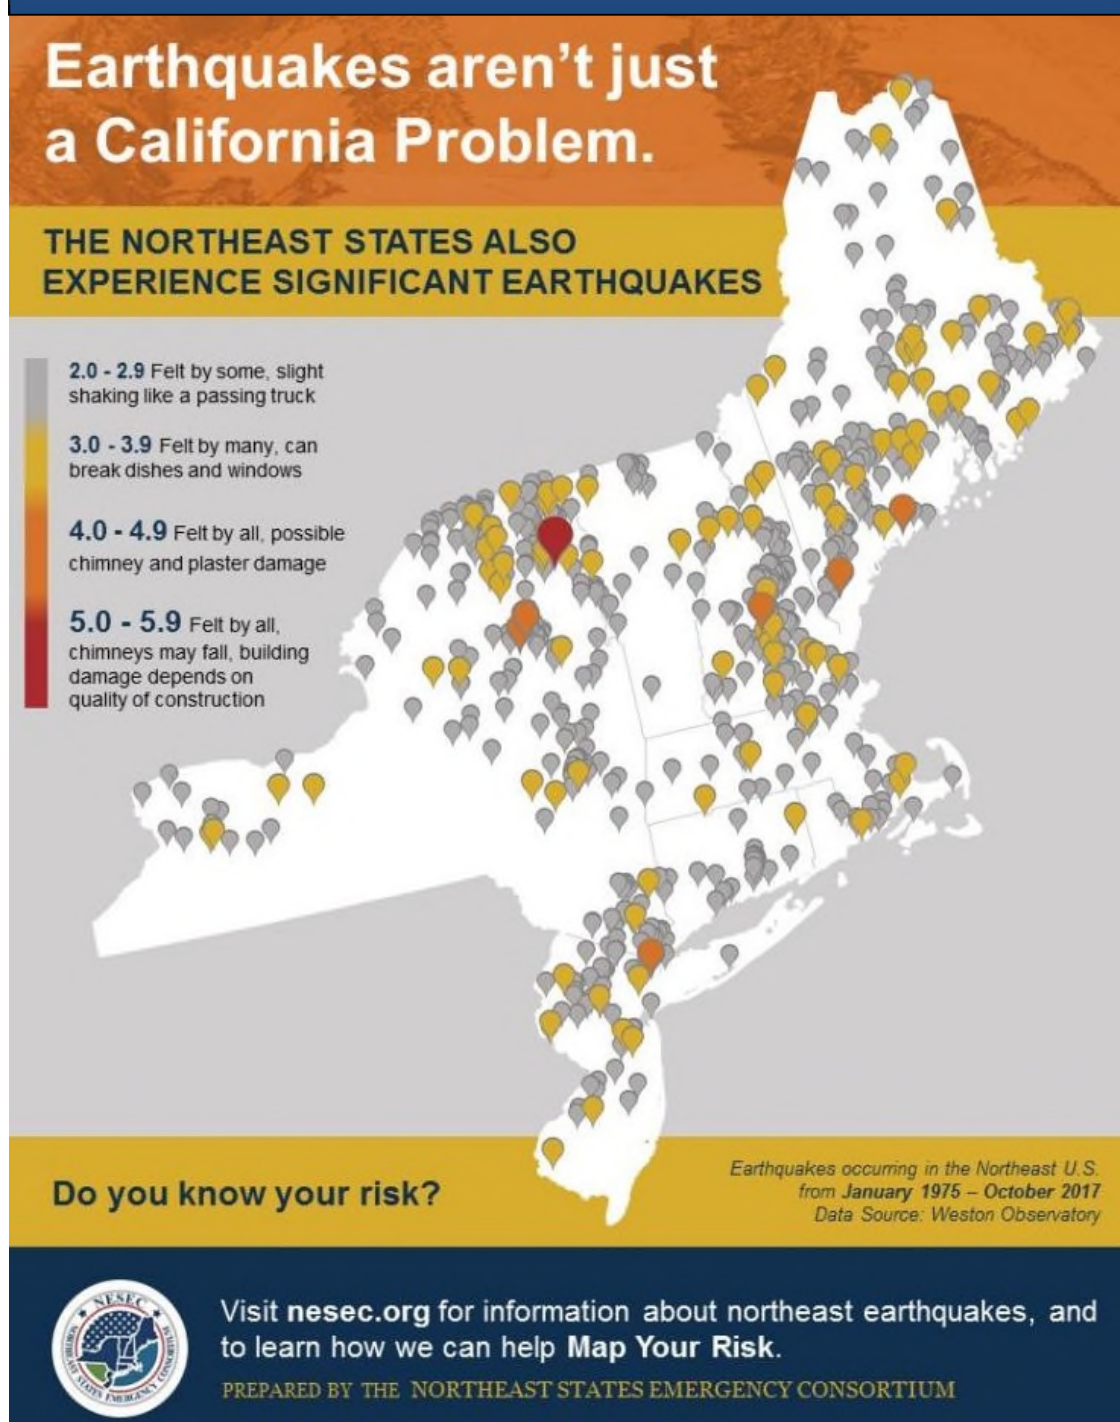 Earthquakes aren't just
a California Problem.
THE NORTHEAST STATES ALSO
EXPERIENCE SIGNIFICANT EARTHQUAKES
2.0 - 2.9 Felt by some, slight
shaking like a passing truck
3.0 - 3.9 Felt by many, can
break dishes and windows
4.0 - 4.9 Felt by all, possible
chimney and plaster damage
5.0 - 5.9 Felt by all,
chimneys may fall, building
damage depends on
quality of construction
Do you know your risk?
Earthquakes occurring in the Northeast U.S.
from January 1975 – October 2017
Data Source: Weston Observatory
NESEC
NORTHEAST STATES EMERGENCY CONSORTIUM
Visit nesec.org for information about northeast earthquakes, and
to learn how we can help Map Your Risk.
PREPARED BY THE NORTHEAST STATES EMERGENCY CONSORTIUM